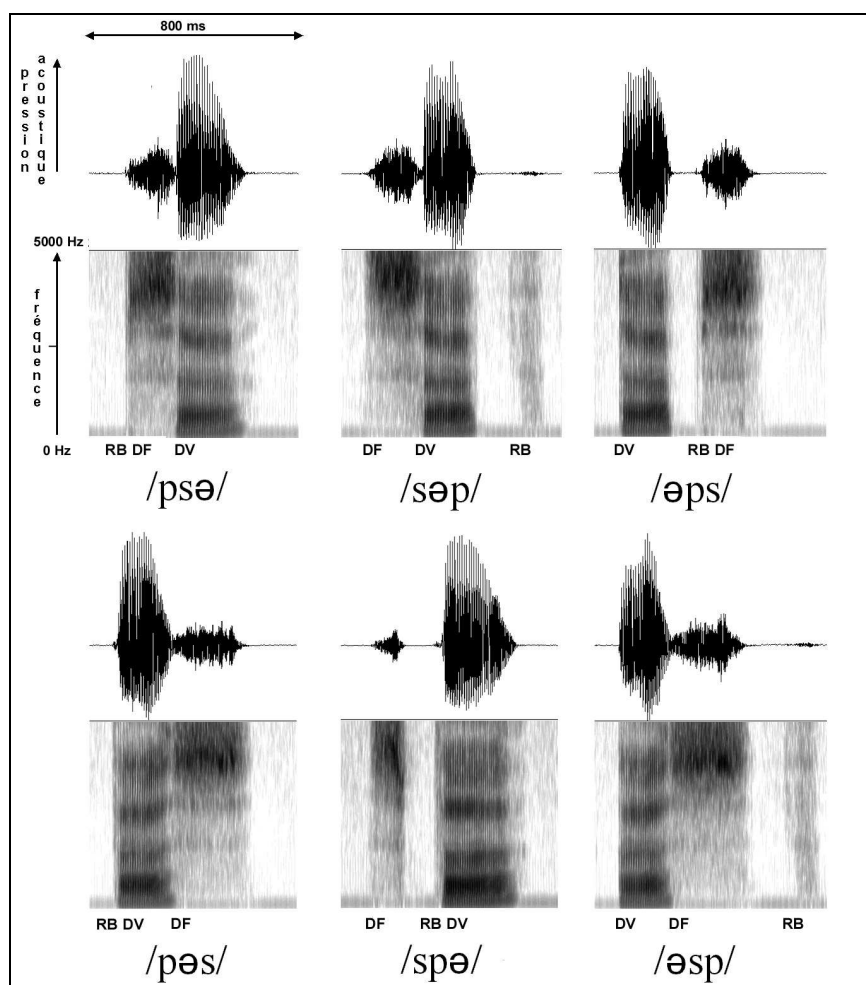 800 ms
pression
acoustique
5000 Hz
fréquence
0 Hz
RB DF DV
DF DV RB
DV RB DF
/psə/
/səp/
/əps/
RB DV DF
DF RB DV
DV DF RB
/pəs/
/spə/
/əsp/